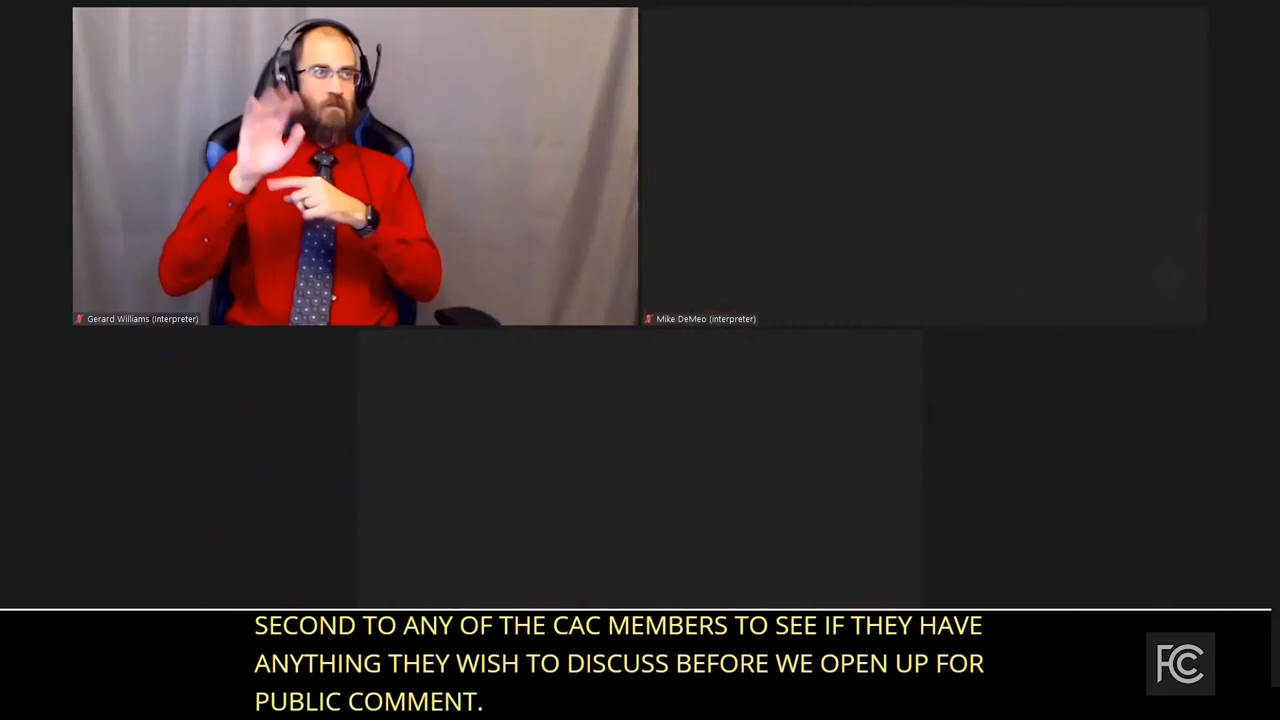 Gerard Williams (Interpreter)
Mike DeMeo (interpreter)
SECOND TO ANY OF THE CAC MEMBERS TO SEE IF THEY HAVE
ANYTHING THEY WISH TO DISCUSS BEFORE WE OPEN UP FOR
PUBLIC COMMENT.
FCC